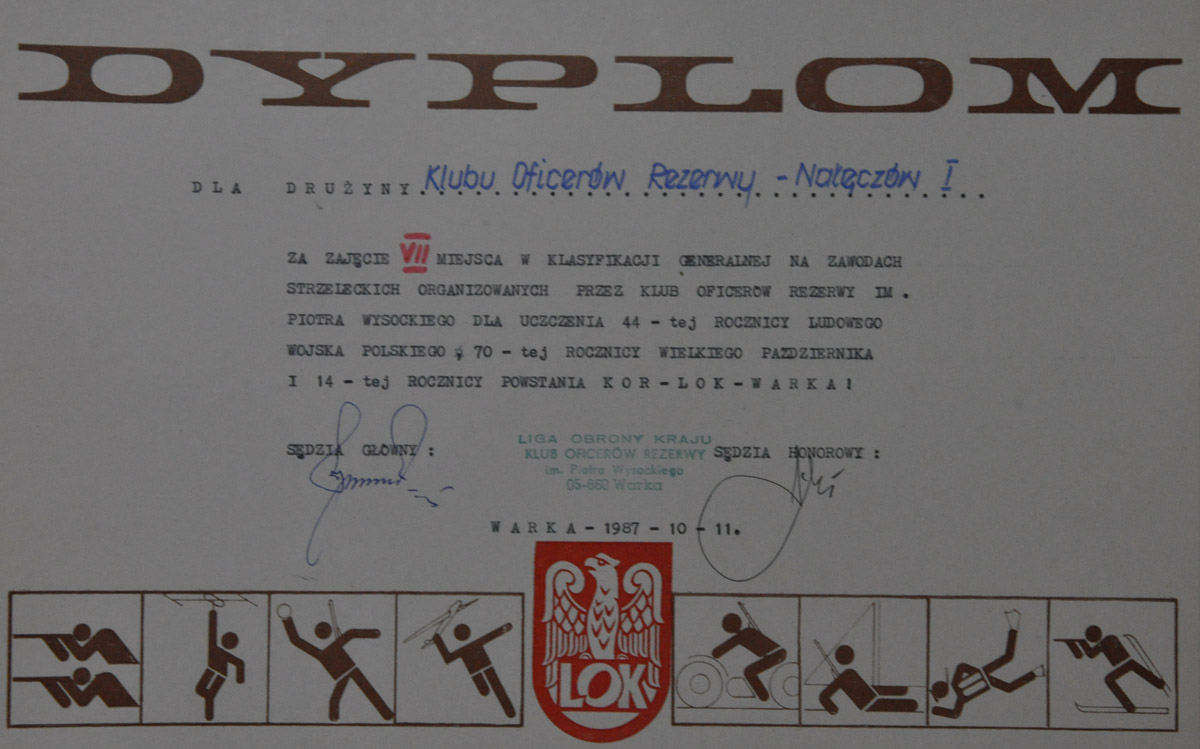 DYPLOM
DLA DRUŻYNY Klubu Oficerów Rezerwy - Nałęczów I
ZA ZAJĘCIE VII MIEJSCA W KLASYFIKACJI GENERALNEJ NA ZAWODACH
STRZELECKICH ORGANIZOWANYCH PRZEZ KLUB OFICERÓW REZERWY IM.
PIOTRA WYSOCKIEGO DLA UCZCZENIA 44 - tej ROCZNICY LUDOWEGO
WOJSKA POLSKIEGO, 70 - tej ROCZNICY WIELKIEGO PAŹDZIERNIKA
I 14 - tej ROCZNICY POWSTANIA KOR - LOK - WARKA!
SĘDZIA GŁÓWNY :
SĘDZIA HONOROWY :
LIGA OBRONY KRAJU
KLUB OFICERÓW REZERWY
im. Piotra Wysockiego
05-660 Warka
WARKA - 1987 - 10 - 11.
LOK